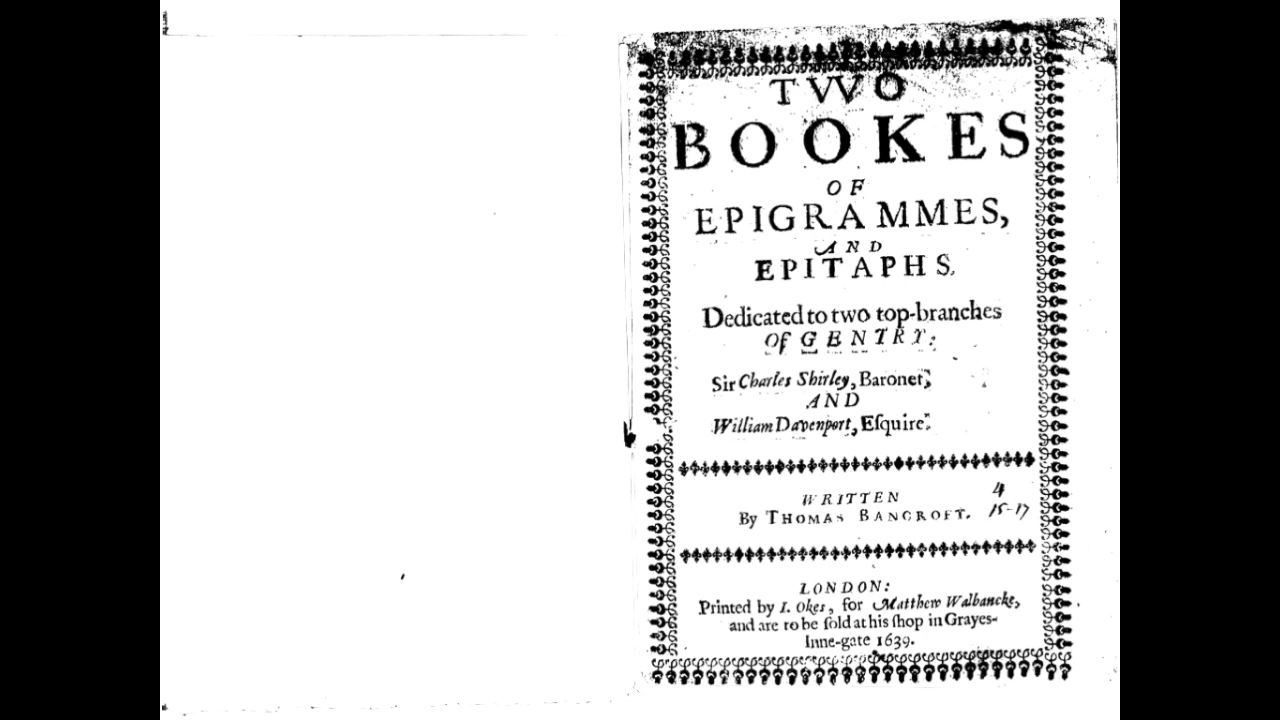 TVVO
BOOKES
OF
EPIGRAMMES,
AND
EPITAPHS.
Dedicated to two top-branches
Of GENTRY:
Sir Charles Shirley, Baronet,
AND
William Davenport, Eſquire.
WRITTEN
4
By THOMAS BANCROFT.
15-17
LONDON:
Printed by I. Okes, for Matthew Walbancke,
and are to be ſold at his ſhop in Grayes-
Inne-gate 1639.